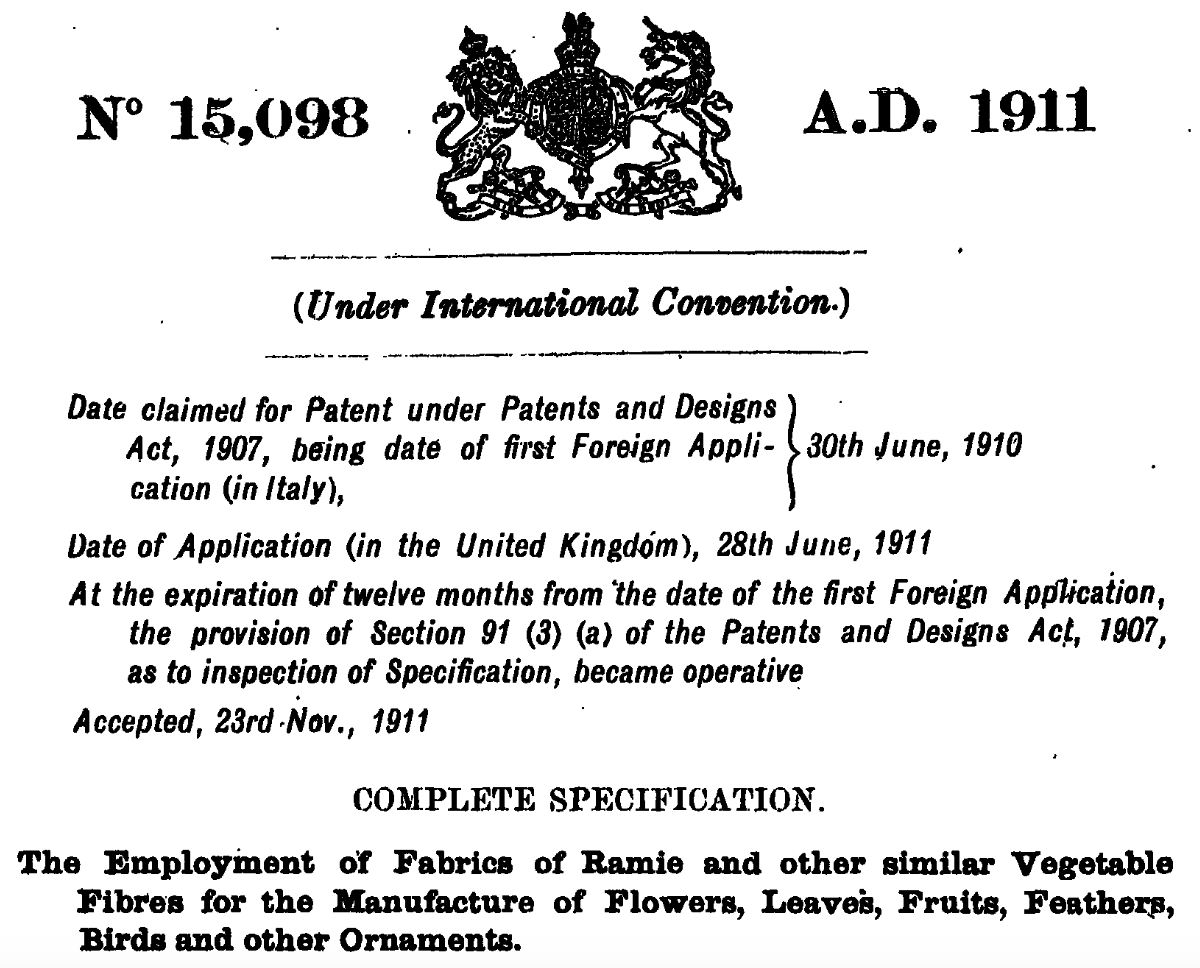 Nº 15,098
A.D. 1911
(Under International Convention.)
Date claimed for Patent under Patents and Designs
Act, 1907, being date of first Foreign Appli-
cation (in Italy),
30th June, 1910
Date of Application (in the United Kingdom), 28th June, 1911
At the expiration of twelve months from the date of the first Foreign Application,
the provision of Section 91 (3) (a) of the Patents and Designs Act, 1907,
as to inspection of Specification, became operative
Accepted, 23rd Nov., 1911
COMPLETE SPECIFICATION.
The Employment of Fabrics of Ramie and other similar Vegetable
Fibres for the Manufacture of Flowers, Leaves, Fruits, Feathers,
Birds and other Ornaments.